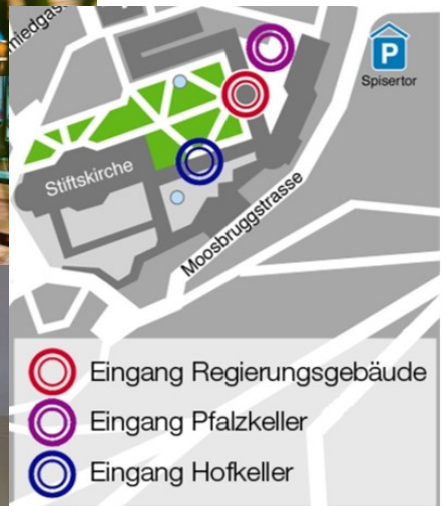 P
Spisertor
Stiftskirche
Moosbruggstrasse
Eingang Regierungsgebäude
Eingang Pfalzkeller
Eingang Hofkeller